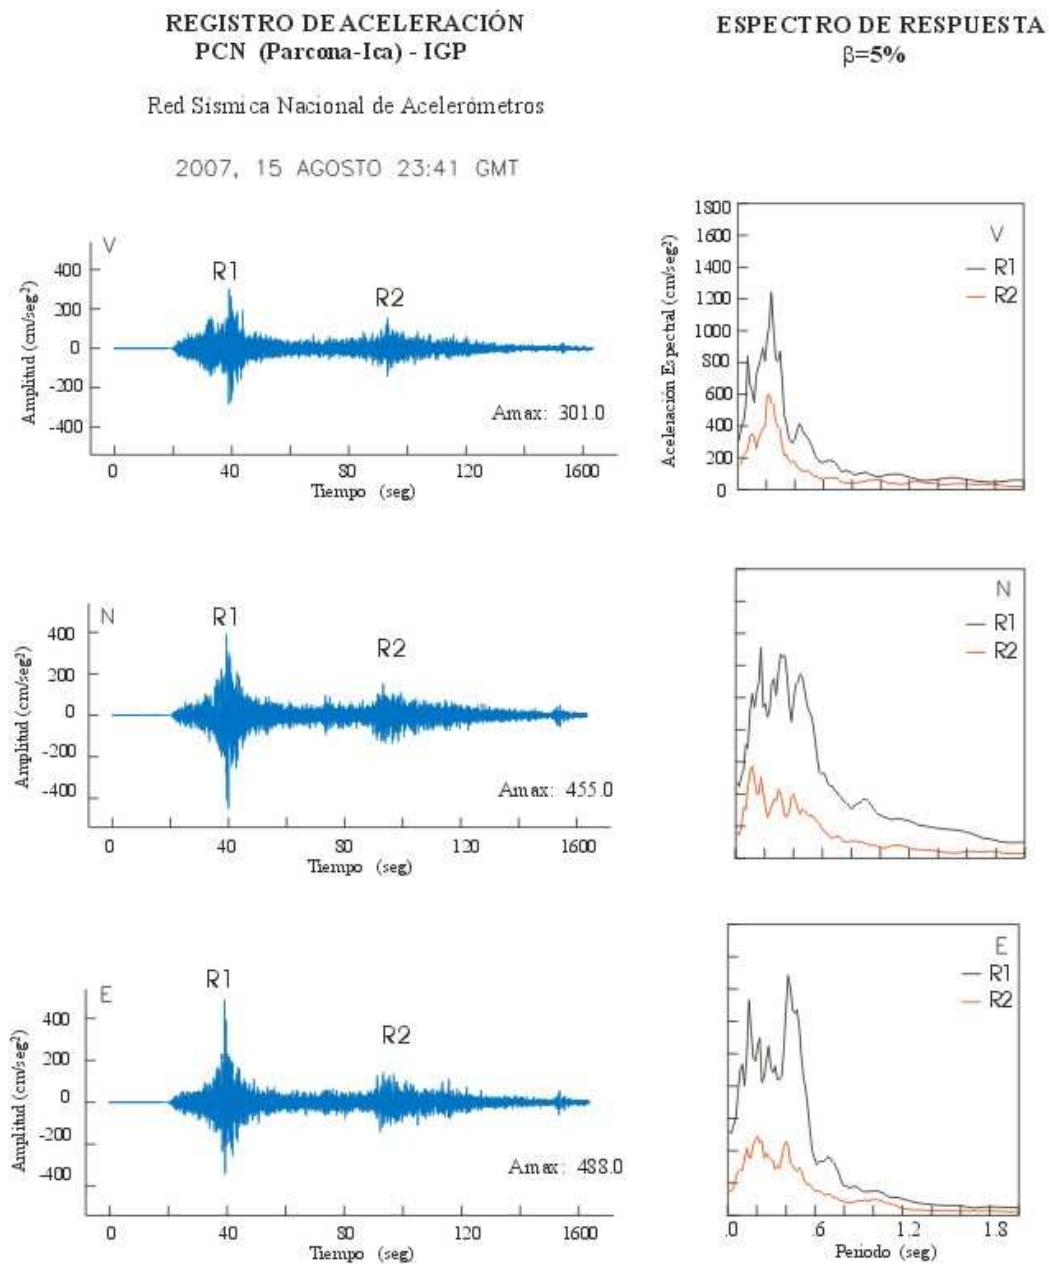 REGISTRO DE ACELERACIÓN
PCN (Parcona-Ica) - IGP
Red Sísmica Nacional de Acelerómetros
2007, 15 AGOSTO 23:41 GMT
ESPECTRO DE RESPUESTA
β=5%
V
R1
R2
400
200
0
-200
-400
Amplitud (cm/seg²)
Amax: 301.0
0 40 80 120 1600
Tiempo (seg)
1800
1600
1400
1200
1000
800
600
400
200
0
Aceleración Espectral (cm/seg²)
V
R1
R2
N
R1
R2
400
200
0
-200
-400
Amplitud (cm/seg²)
Amax: 455.0
0 40 80 120 1600
Tiempo (seg)
N
R1
R2
E
R1
R2
400
200
0
-200
-400
Amplitud (cm/seg²)
Amax: 488.0
0 40 80 120 1600
Tiempo (seg)
E
R1
R2
.0 .6 1.2 1.8
Periodo (seg)